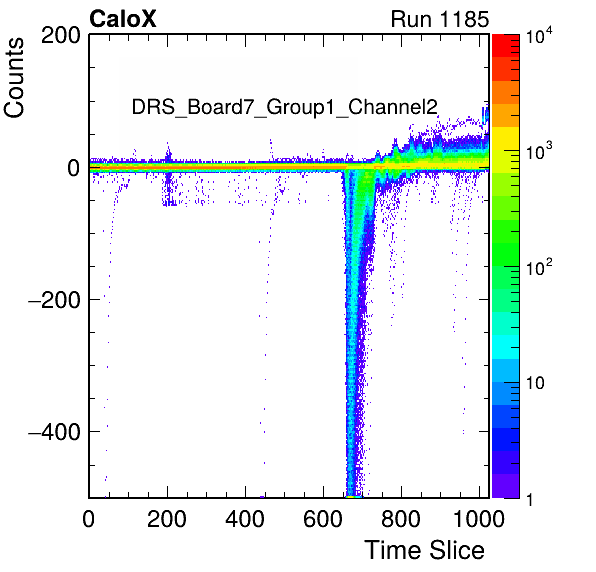 CaloX Run 1185
Counts
DRS_Board7_Group1_Channel2
200
0
−200
−400
0 200 400 600 800 1000
Time Slice
10^4
10^3
10^2
10
1